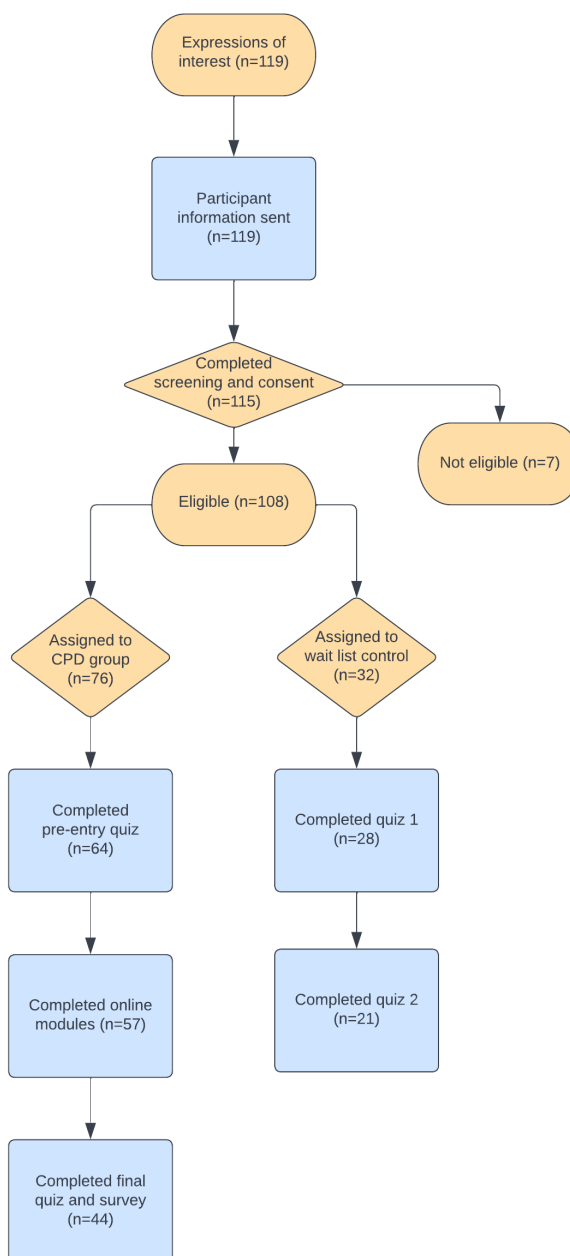 Expressions of
interest (n=119)
Participant
information sent
(n=119)
Completed
screening and consent
(n=115)
Not eligible (n=7)
Eligible (n=108)
Assigned to
CPD group
(n=76)
Assigned to
wait list control
(n=32)
Completed
pre-entry quiz
(n=64)
Completed quiz 1
(n=28)
Completed online
modules (n=57)
Completed quiz 2
(n=21)
Completed final
quiz and survey
(n=44)